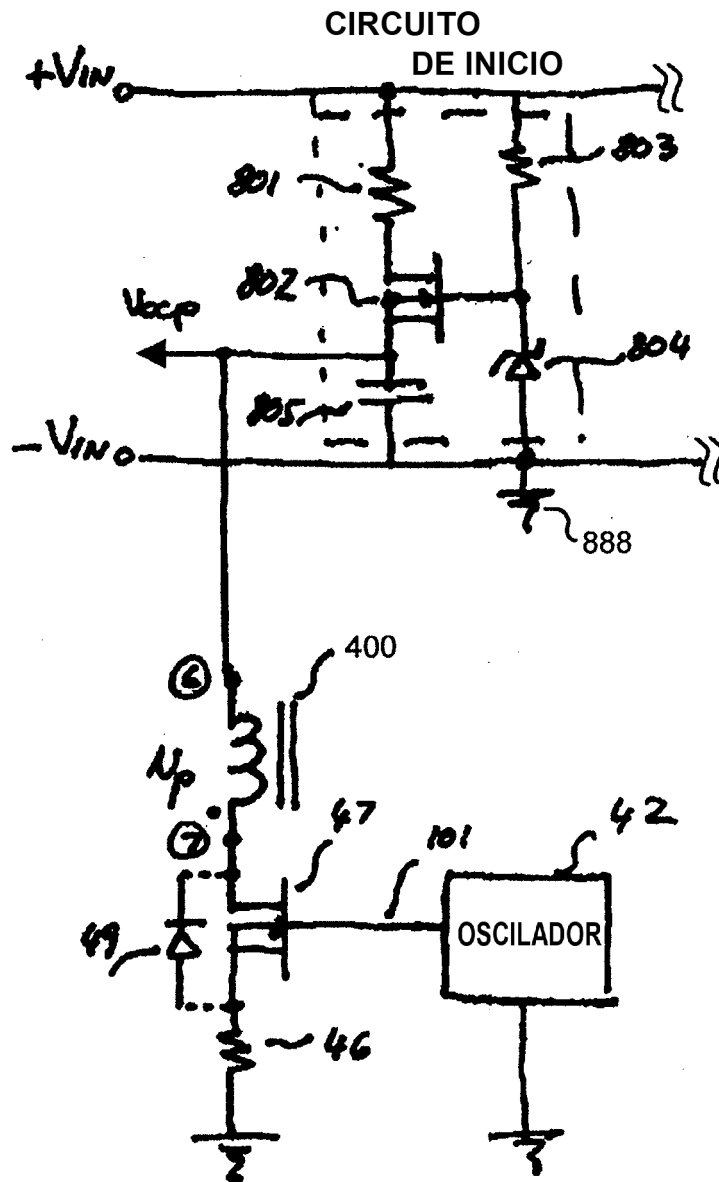 CIRCUITO
DE INICIO
+VIN
801
803
802
Vocp
804
805
-VIN
888
6
400
Np
7
47
101
42
OSCILADOR
49
46